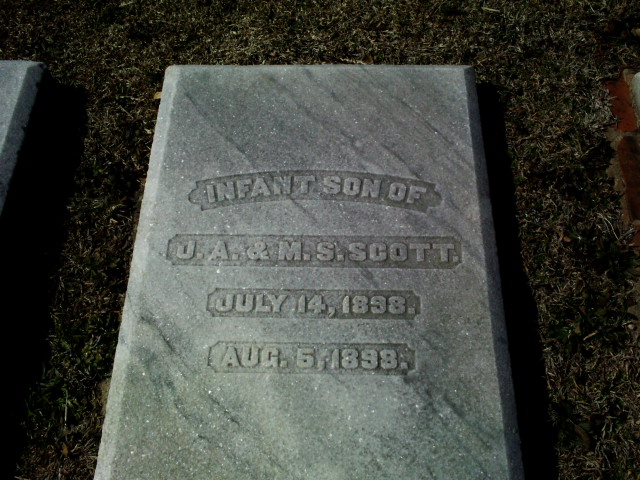 INFANT SON OF
J. A. & M. S. SCOTT.
JULY 14, 1898.
AUG. 5, 1898.